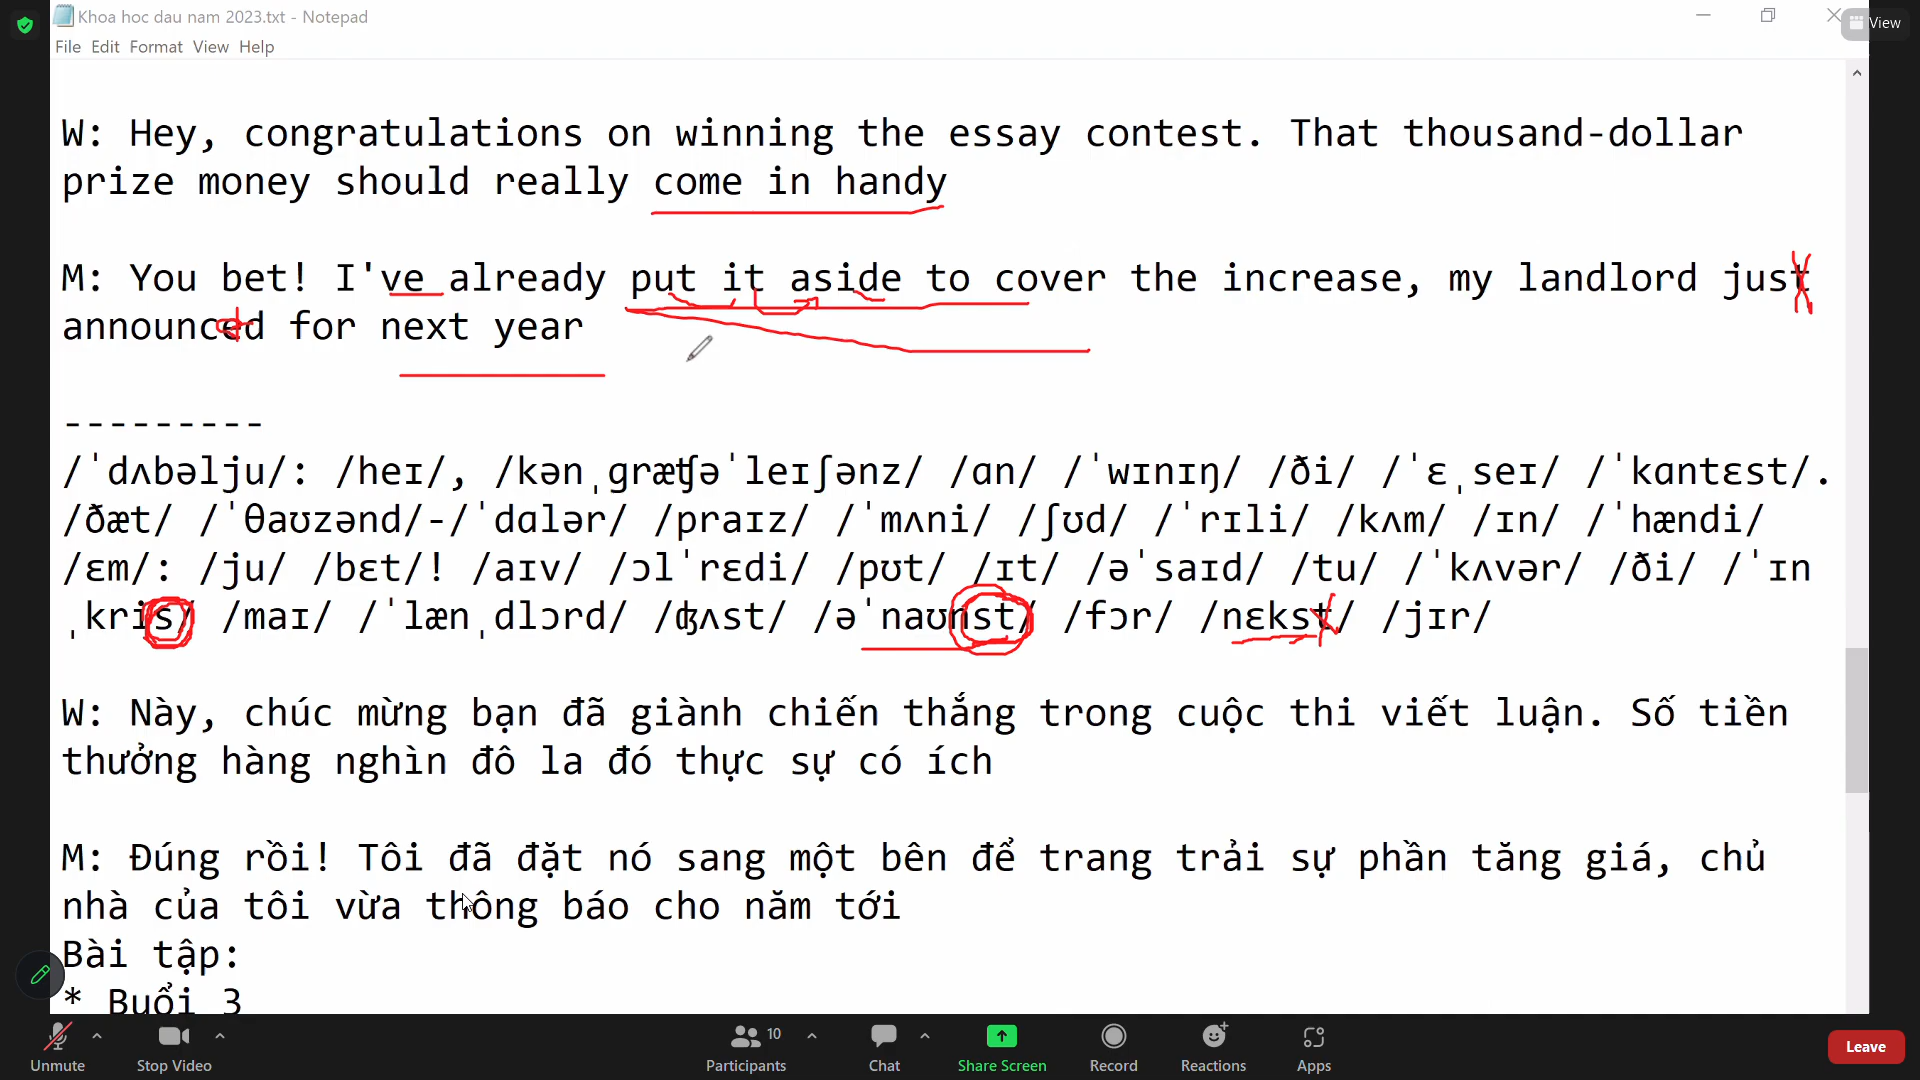 Khoa hoc dau nam 2023.txt - Notepad
View
File Edit Format View Help
W: Hey, congratulations on winning the essay contest. That thousand-dollar
prize money should really come in handy
M: You bet! I've already put it aside to cover the increase, my landlord just
announced for next year
---------
/ˈdʌbəlju/: /heɪ/, /kənˌɡræʧəˈleɪʃənz/ /ɑn/ /ˈwɪnɪŋ/ /ði/ /ˈɛˌseɪ/ /ˈkɑntɛst/.
/ðæt/ /ˈθaʊzənd/-/ˈdɑlər/ /praɪz/ /ˈmʌni/ /ʃʊd/ /ˈrɪli/ /kʌm/ /ɪn/ /ˈhændi/
/ɛm/: /ju/ /bɛt/! /aɪv/ /ɔlˈrɛdi/ /pʊt/ /ɪt/ /əˈsaɪd/ /tu/ /ˈkʌvər/ /ði/ /ˈɪn
ˌkris/ /maɪ/ /ˈlænˌdlɔrd/ /ʤʌst/ /əˈnaʊnst/ /fɔr/ /nɛkst/ /jɪr/
W: Này, chúc mừng bạn đã giành chiến thắng trong cuộc thi viết luận. Số tiền
thưởng hàng nghìn đô la đó thực sự có ích
M: Đúng rồi! Tôi đã đặt nó sang một bên để trang trải sự phần tăng giá, chủ
nhà của tôi vừa thông báo cho năm tới
Bài tập:
* Buổi 3
10
Unmute Stop Video Participants Chat Share Screen Record Reactions Apps Leave